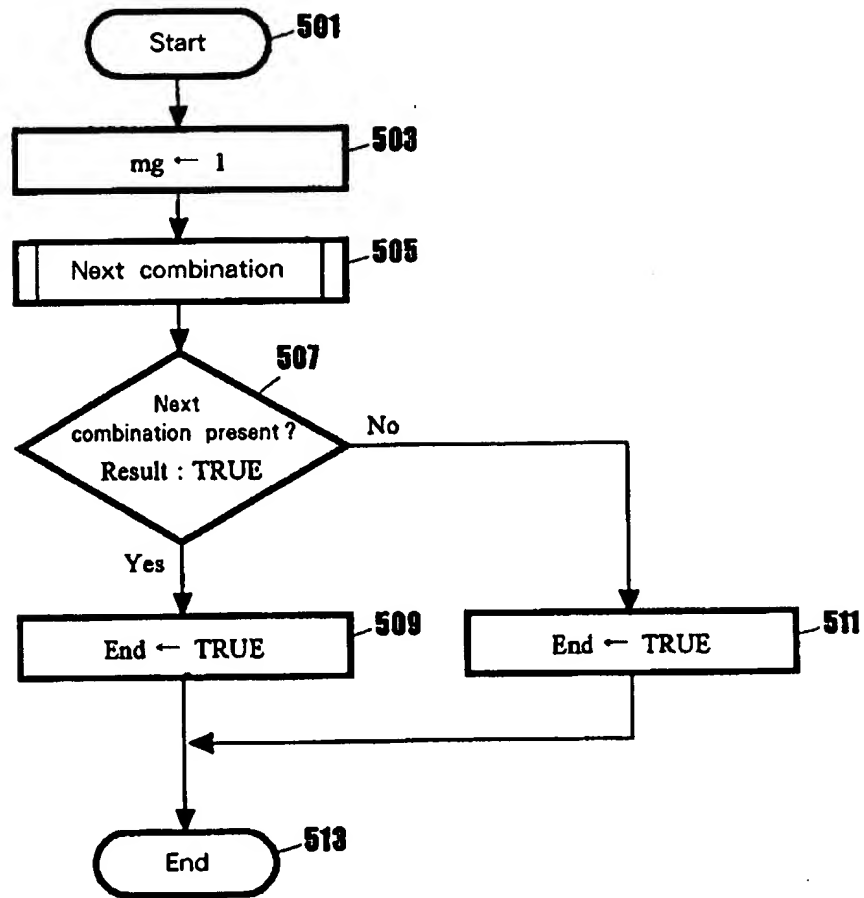 Start
501
mg ← 1
503
Next combination
505
507
Next
combination present?
Result : TRUE
No
Yes
End ← TRUE
509
End ← TRUE
511
End
513